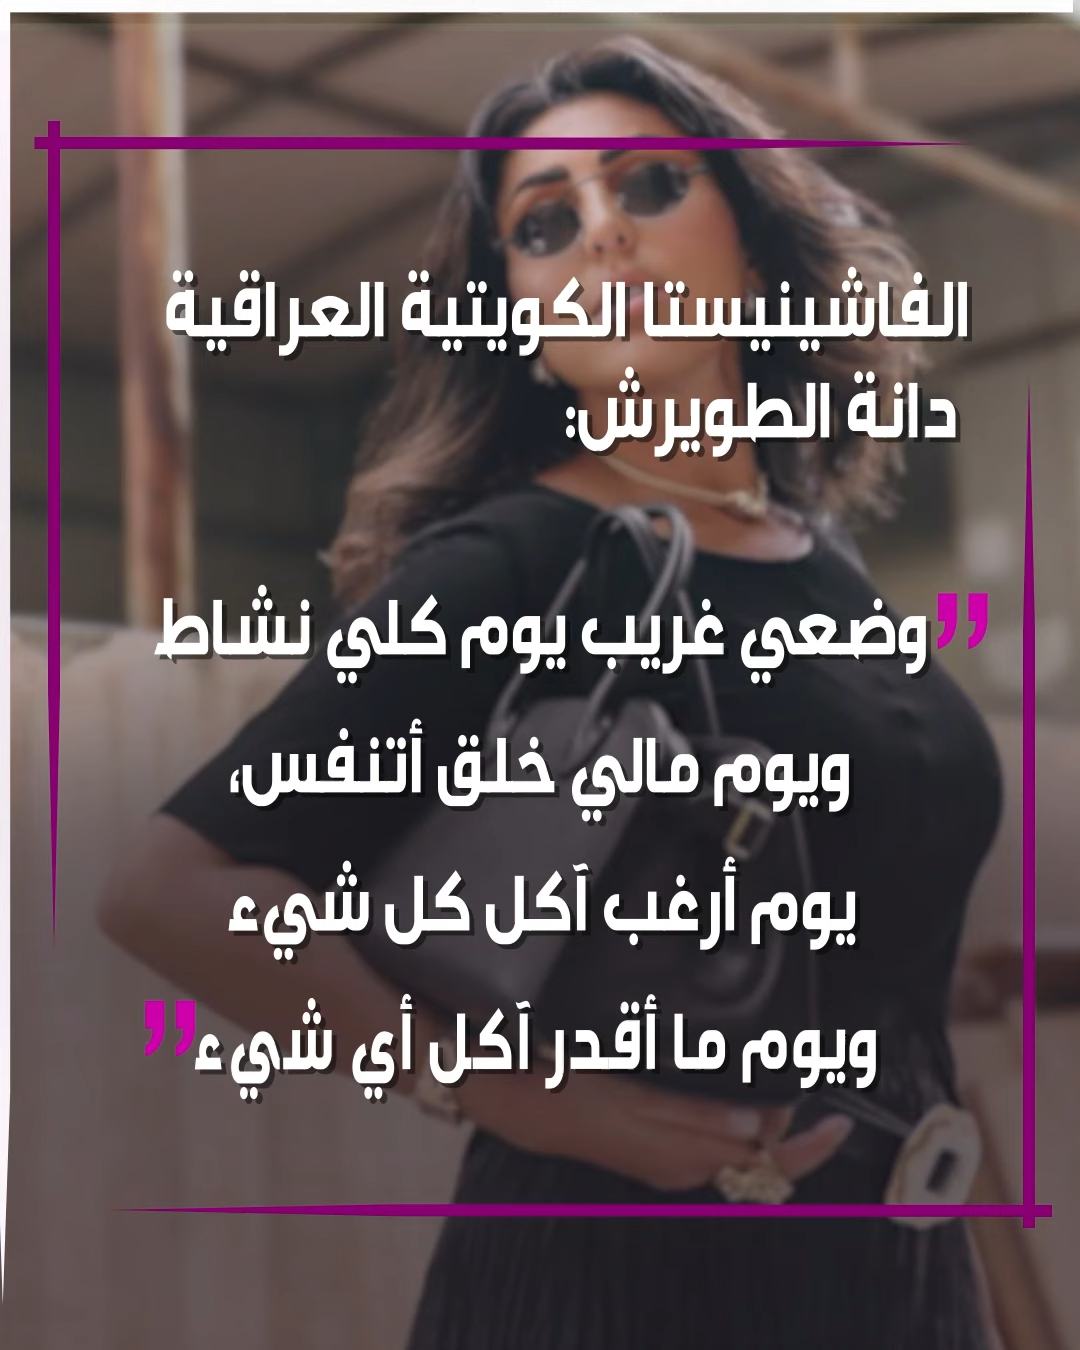 الفاشينيستا الكويتية العراقية
دانة الطويرش:
”وضعي غريب يوم كلي نشاط
ويوم مالي خلق أتنفس،
يوم أرغب آكل كل شيء
ويوم ما أقدر آكل أي شيء”